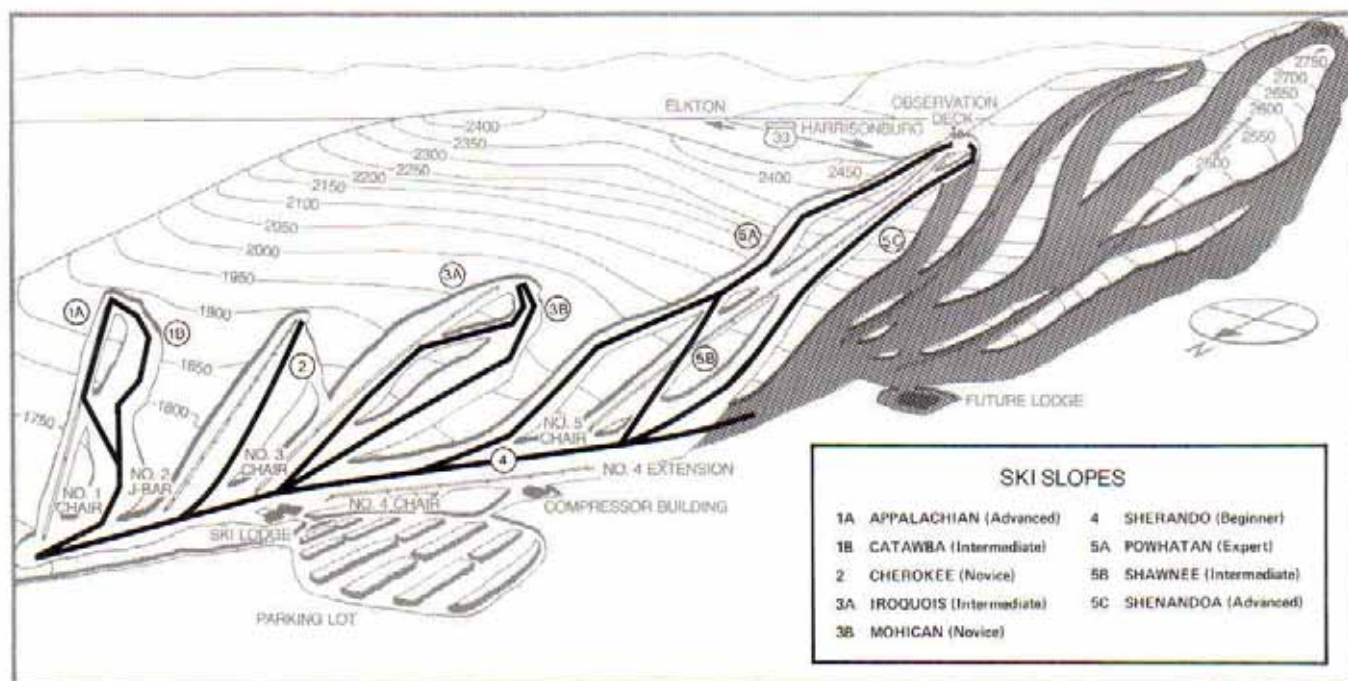 ELKTON
33
HARRISONBURG
OBSERVATION
DECK
2400
2350
2300
2250
2200
2150
2100
2050
2000
1950
1900
1850
1800
1750
2400
2450
2750
2700
2650
2600
2550
2500
1A
1B
2
3A
3B
5A
5B
5C
4
NO. 1
CHAIR
NO. 2
J-BAR
NO. 3
CHAIR
NO. 5
CHAIR
NO. 4 EXTENSION
NO. 4 CHAIR
COMPRESSOR BUILDING
SKI LODGE
PARKING LOT
FUTURE LODGE
N
SKI SLOPES
1A APPALACHIAN (Advanced)
1B CATAWBA (Intermediate)
2 CHEROKEE (Novice)
3A IROQUOIS (Intermediate)
3B MOHICAN (Novice)
4 SHERANDO (Beginner)
5A POWHATAN (Expert)
5B SHAWNEE (Intermediate)
5C SHENANDOA (Advanced)